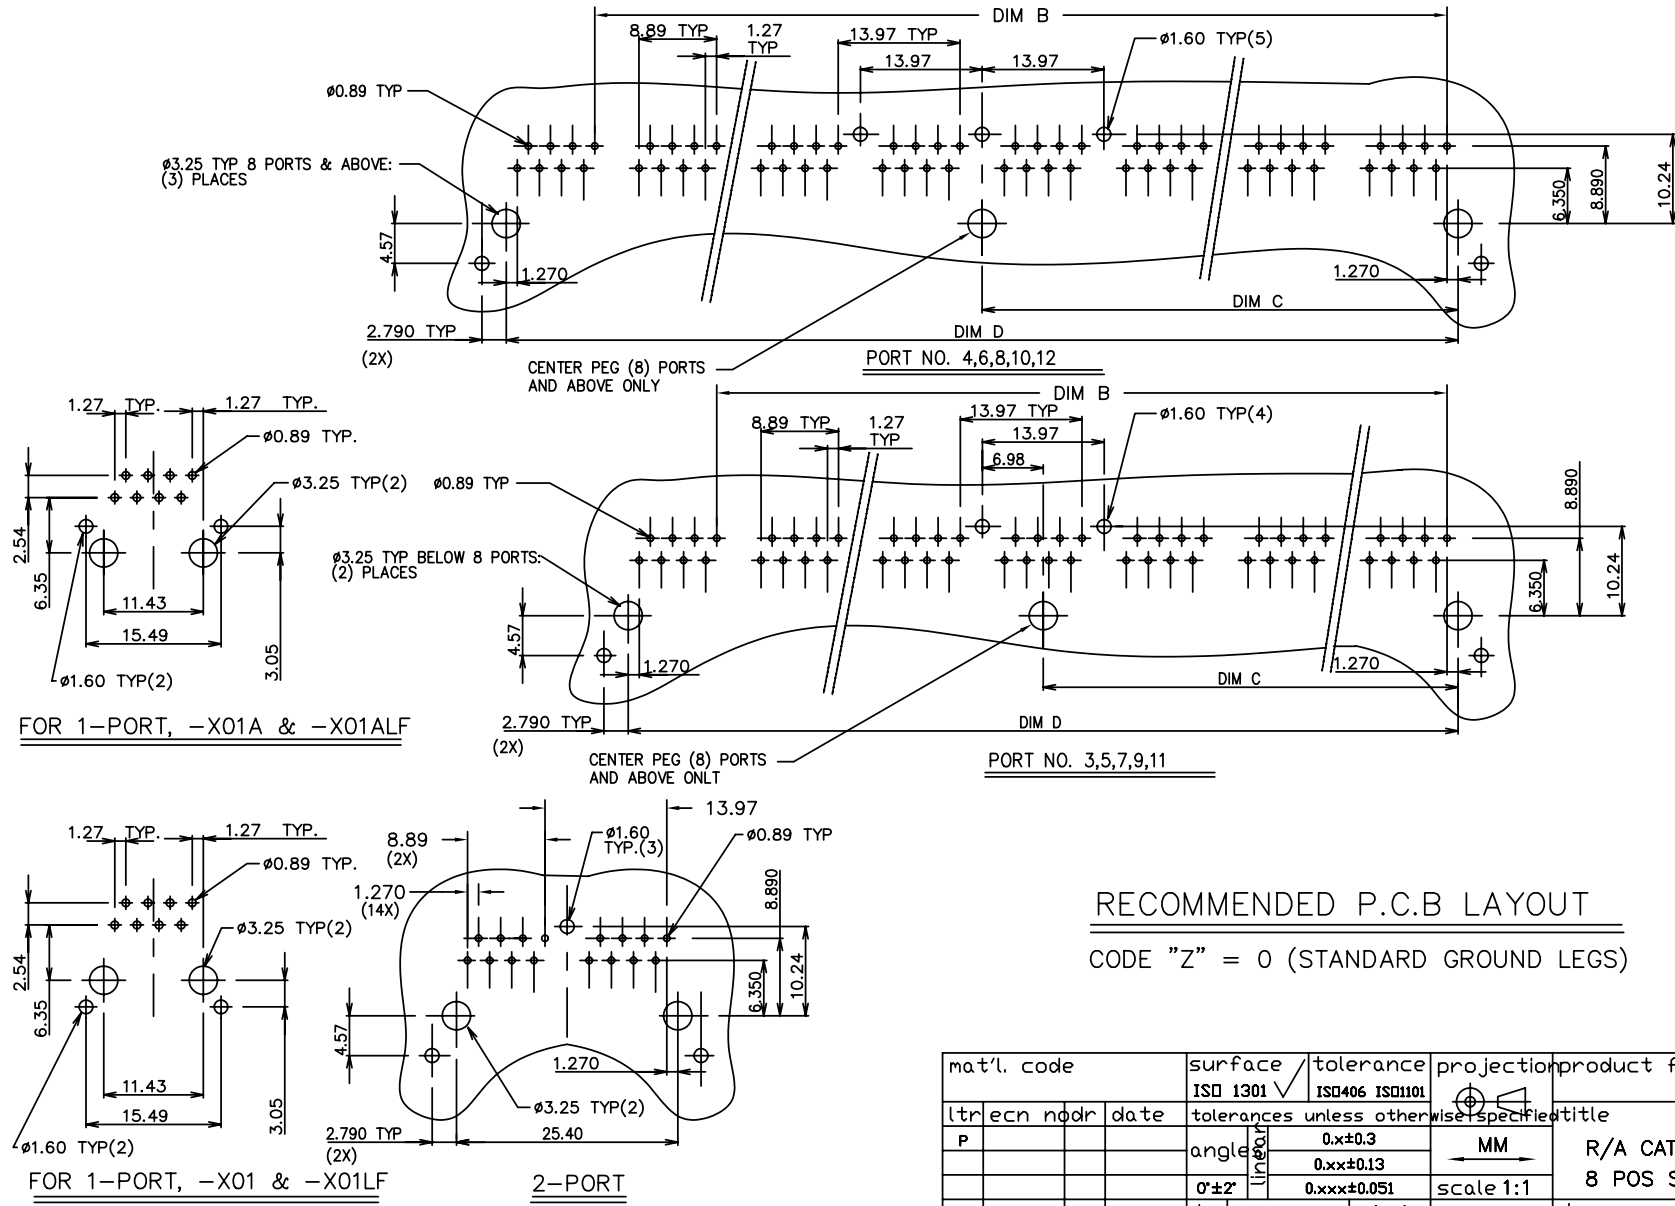 DIM B
8.89 TYP
1.27
TYP
13.97 TYP
ø1.60 TYP(5)
13.97
13.97
ø0.89 TYP
ø3.25 TYP 8 PORTS & ABOVE:
(3) PLACES
6.350
8.890
10.24
4.57
1.270
1.270
DIM C
2.790 TYP
(2X)
DIM D
CENTER PEG (8) PORTS
AND ABOVE ONLY
PORT NO. 4,6,8,10,12
DIM B
8.89 TYP
1.27
TYP
13.97 TYP
ø1.60 TYP(4)
13.97
6.98
ø0.89 TYP
ø3.25 TYP BELOW 8 PORTS:
(2) PLACES
6.350
8.890
10.24
4.57
1.270
1.270
DIM C
2.790 TYP
(2X)
DIM D
CENTER PEG (8) PORTS
AND ABOVE ONLT
PORT NO. 3,5,7,9,11
1.27 TYP.
1.27 TYP.
ø0.89 TYP.
ø3.25 TYP(2)
2.54
6.35
11.43
15.49
3.05
ø1.60 TYP(2)
FOR 1-PORT, -X01A & -X01ALF
1.27 TYP.
1.27 TYP.
ø0.89 TYP.
ø3.25 TYP(2)
2.54
6.35
11.43
15.49
3.05
ø1.60 TYP(2)
FOR 1-PORT, -X01 & -X01LF
13.97
8.89
(2X)
ø1.60
TYP.(3)
ø0.89 TYP
1.270
(14X)
8.890
10.24
6.350
4.57
1.270
ø3.25 TYP(2)
2.790 TYP
(2X)
25.40
2-PORT
RECOMMENDED P.C.B LAYOUT
CODE "Z" = 0 (STANDARD GROUND LEGS)
mat'l. code
surface
ISO 1301
tolerance
ISO406 ISO1101
projection
product f
ltr
ecn no
dr
date
tolerances unless otherwise specified
title
P
angles
linear
0.x±0.3
0.xx±0.13
0°±2°
0.xxx±0.051
MM
scale 1:1
R/A CAT
8 POS S